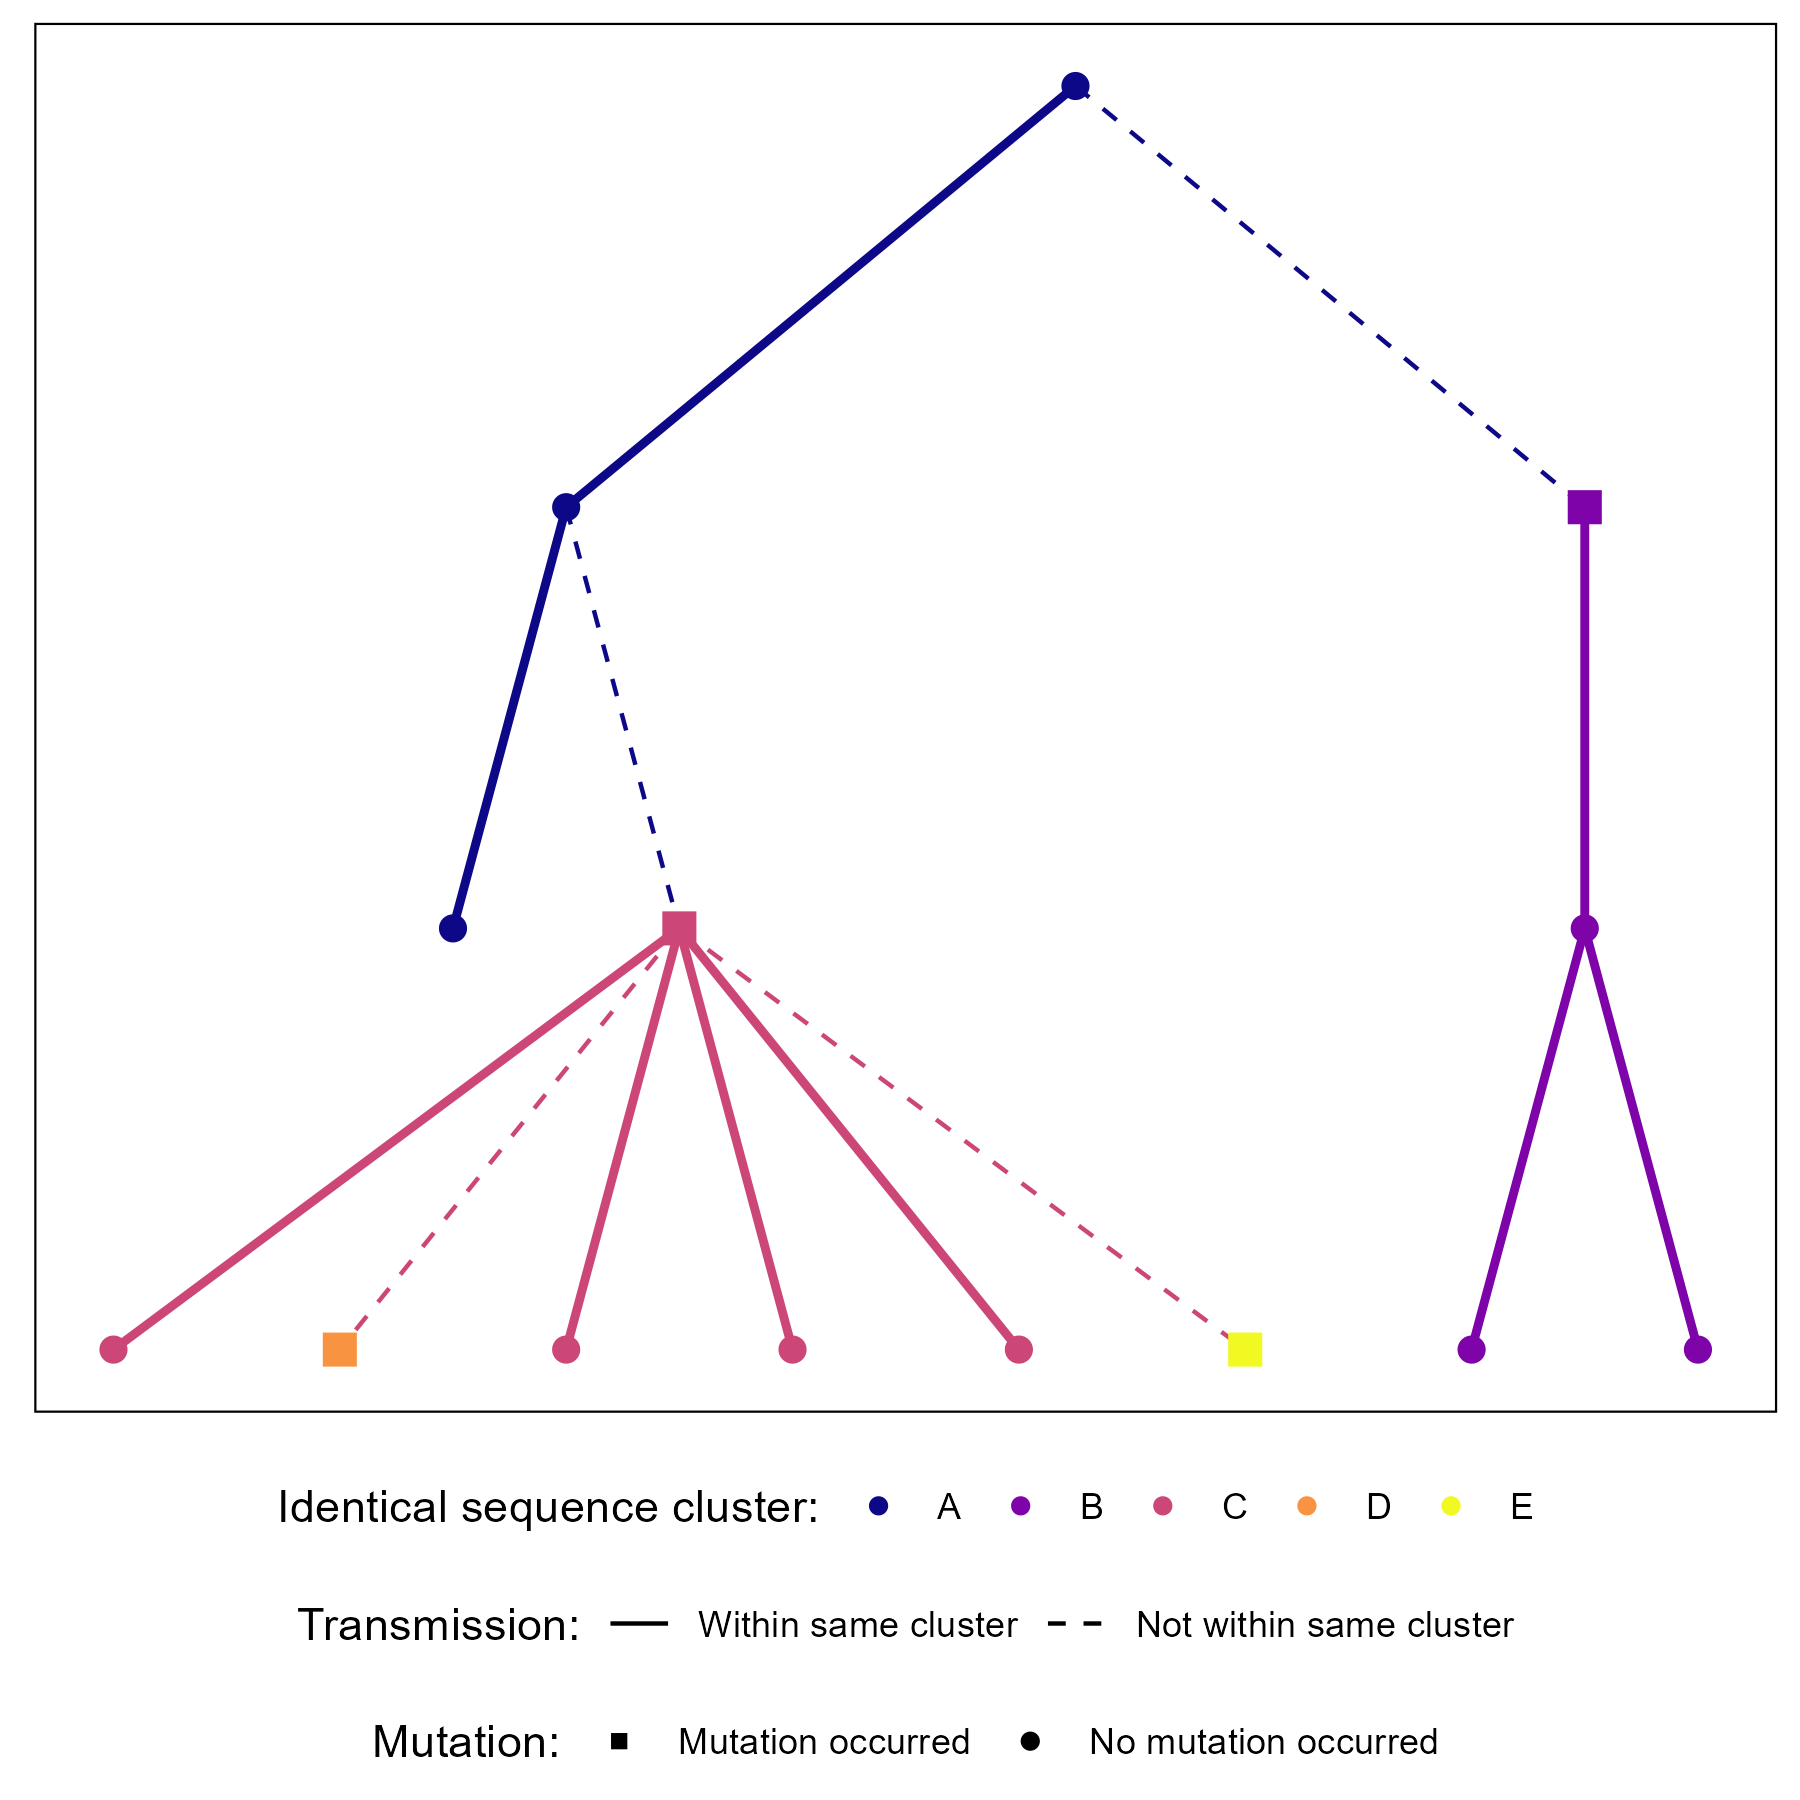 Identical sequence cluster: A B C D E
Transmission: Within same cluster Not within same cluster
Mutation: Mutation occurred No mutation occurred